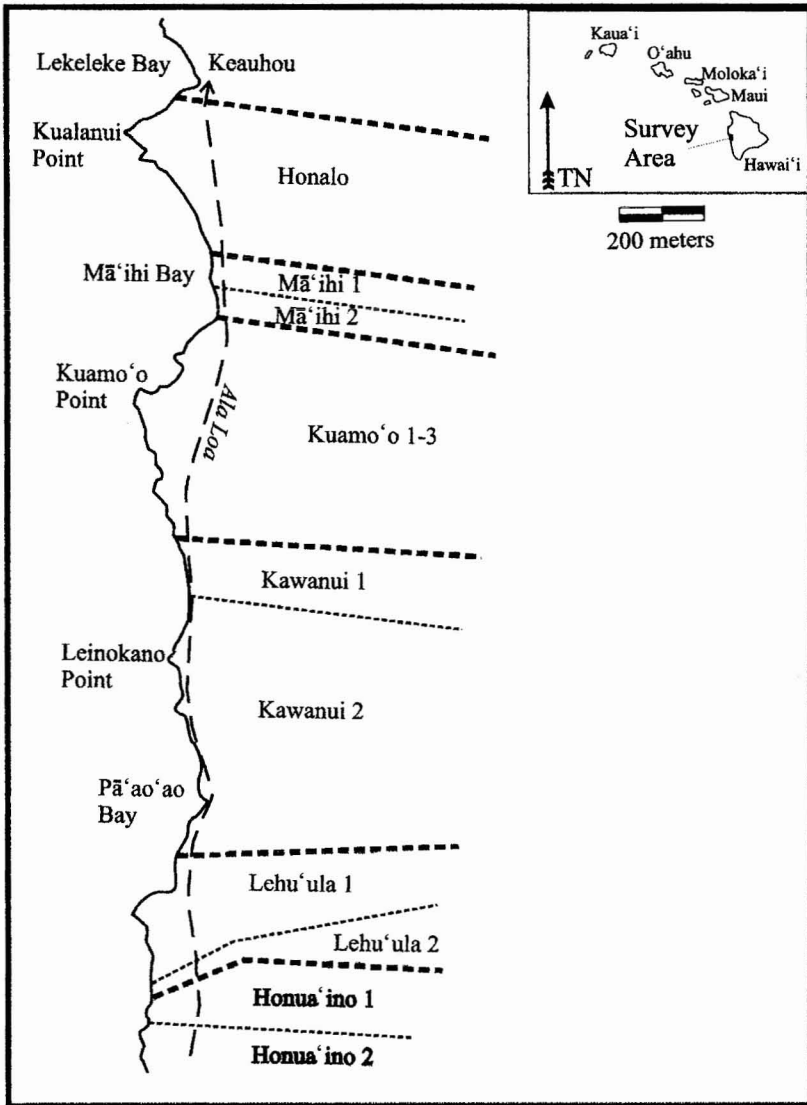 Lekeleke Bay
Keauhou
Kualanui
Point
Honalo
Mā‘ihi Bay
Mā‘ihi 1
Mā‘ihi 2
Kuamo‘o
Point
Ala Loa
Kuamo‘o 1-3
Kawanui 1
Leinokano
Point
Kawanui 2
Pā‘ao‘ao
Bay
Lehu‘ula 1
Lehu‘ula 2
Honua‘ino 1
Honua‘ino 2
Kaua‘i
O‘ahu
Moloka‘i
Maui
Survey
Area
Hawai‘i
TN
200 meters